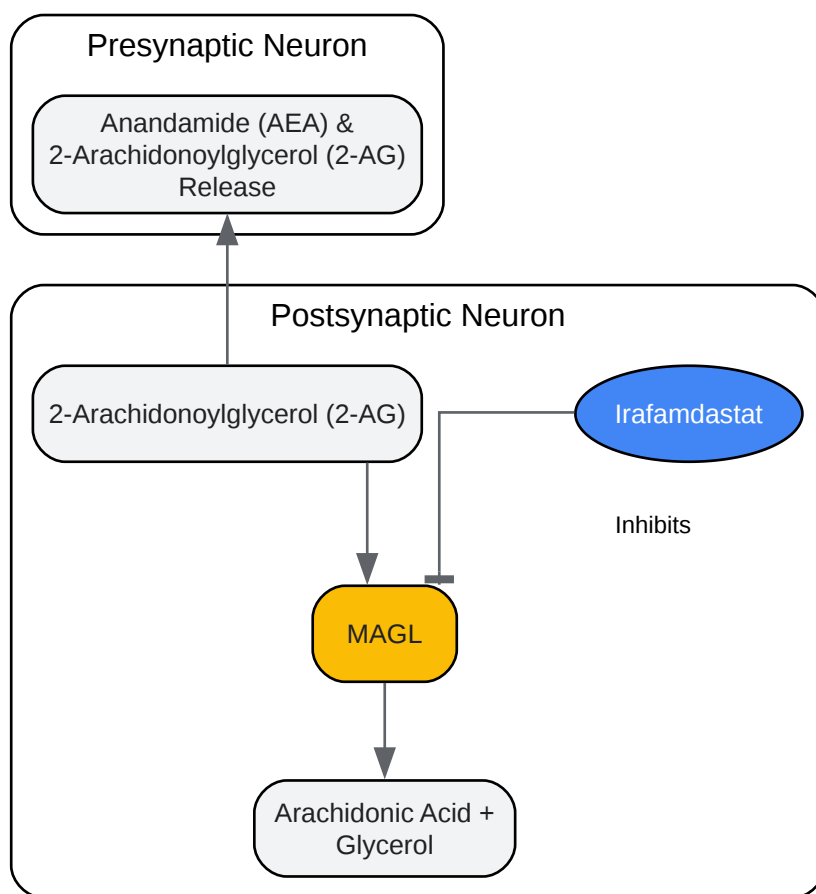 Presynaptic Neuron
Anandamide (AEA) &
2-Arachidonoylglycerol (2-AG)
Release
Postsynaptic Neuron
2-Arachidonoylglycerol (2-AG)
Irafamdastat
Inhibits
MAGL
Arachidonic Acid +
Glycerol